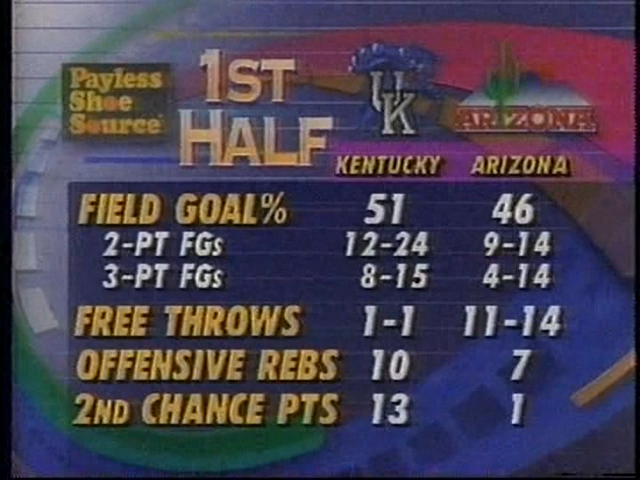 Payless
Shoe
Source
1ST
HALF
UK
ARIZONA
KENTUCKY ARIZONA
FIELD GOAL% 51 46
2-PT FGs 12-24 9-14
3-PT FGs 8-15 4-14
FREE THROWS 1-1 11-14
OFFENSIVE REBS 10 7
2ND CHANCE PTS 13 1